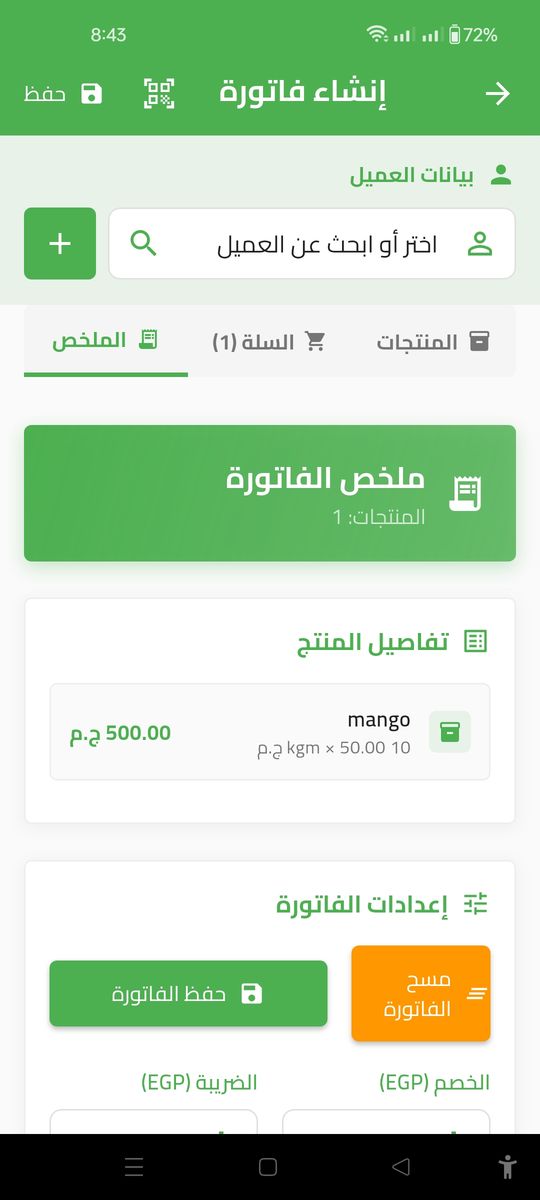 8:43
72%
إنشاء فاتورة
حفظ
بيانات العميل
اختر أو ابحث عن العميل
المنتجات
السلة (1)
الملخص
ملخص الفاتورة
المنتجات: 1
تفاصيل المنتج
mango
10 kgm × 50.00 ج.م
500.00 ج.م
إعدادات الفاتورة
مسح
الفاتورة
حفظ الفاتورة
الخصم (EGP)
الضريبة (EGP)